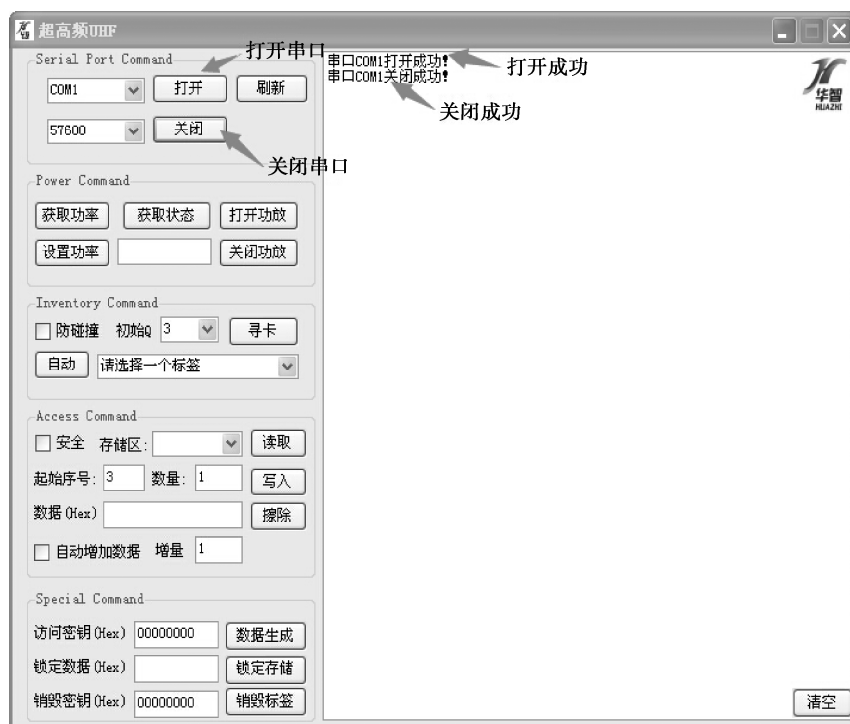 超高频UHF
Serial Port Command
打开串口
COM1 打开 刷新
57600 关闭
关闭串口
串口COM1打开成功!
打开成功
串口COM1关闭成功!
关闭成功
华智
HUAZHI
Power Command
获取功率 获取状态 打开功放
设置功率 关闭功放
Inventory Command
防碰撞 初始Q 3 寻卡
自动 请选择一个标签
Access Command
安全 存储区: 读取
起始序号: 3 数量: 1 写入
数据(Hex) 擦除
自动增加数据 增量 1
Special Command
访问密钥(Hex) 00000000 数据生成
锁定数据(Hex) 锁定存储
销毁密钥(Hex) 00000000 销毁标签
清空